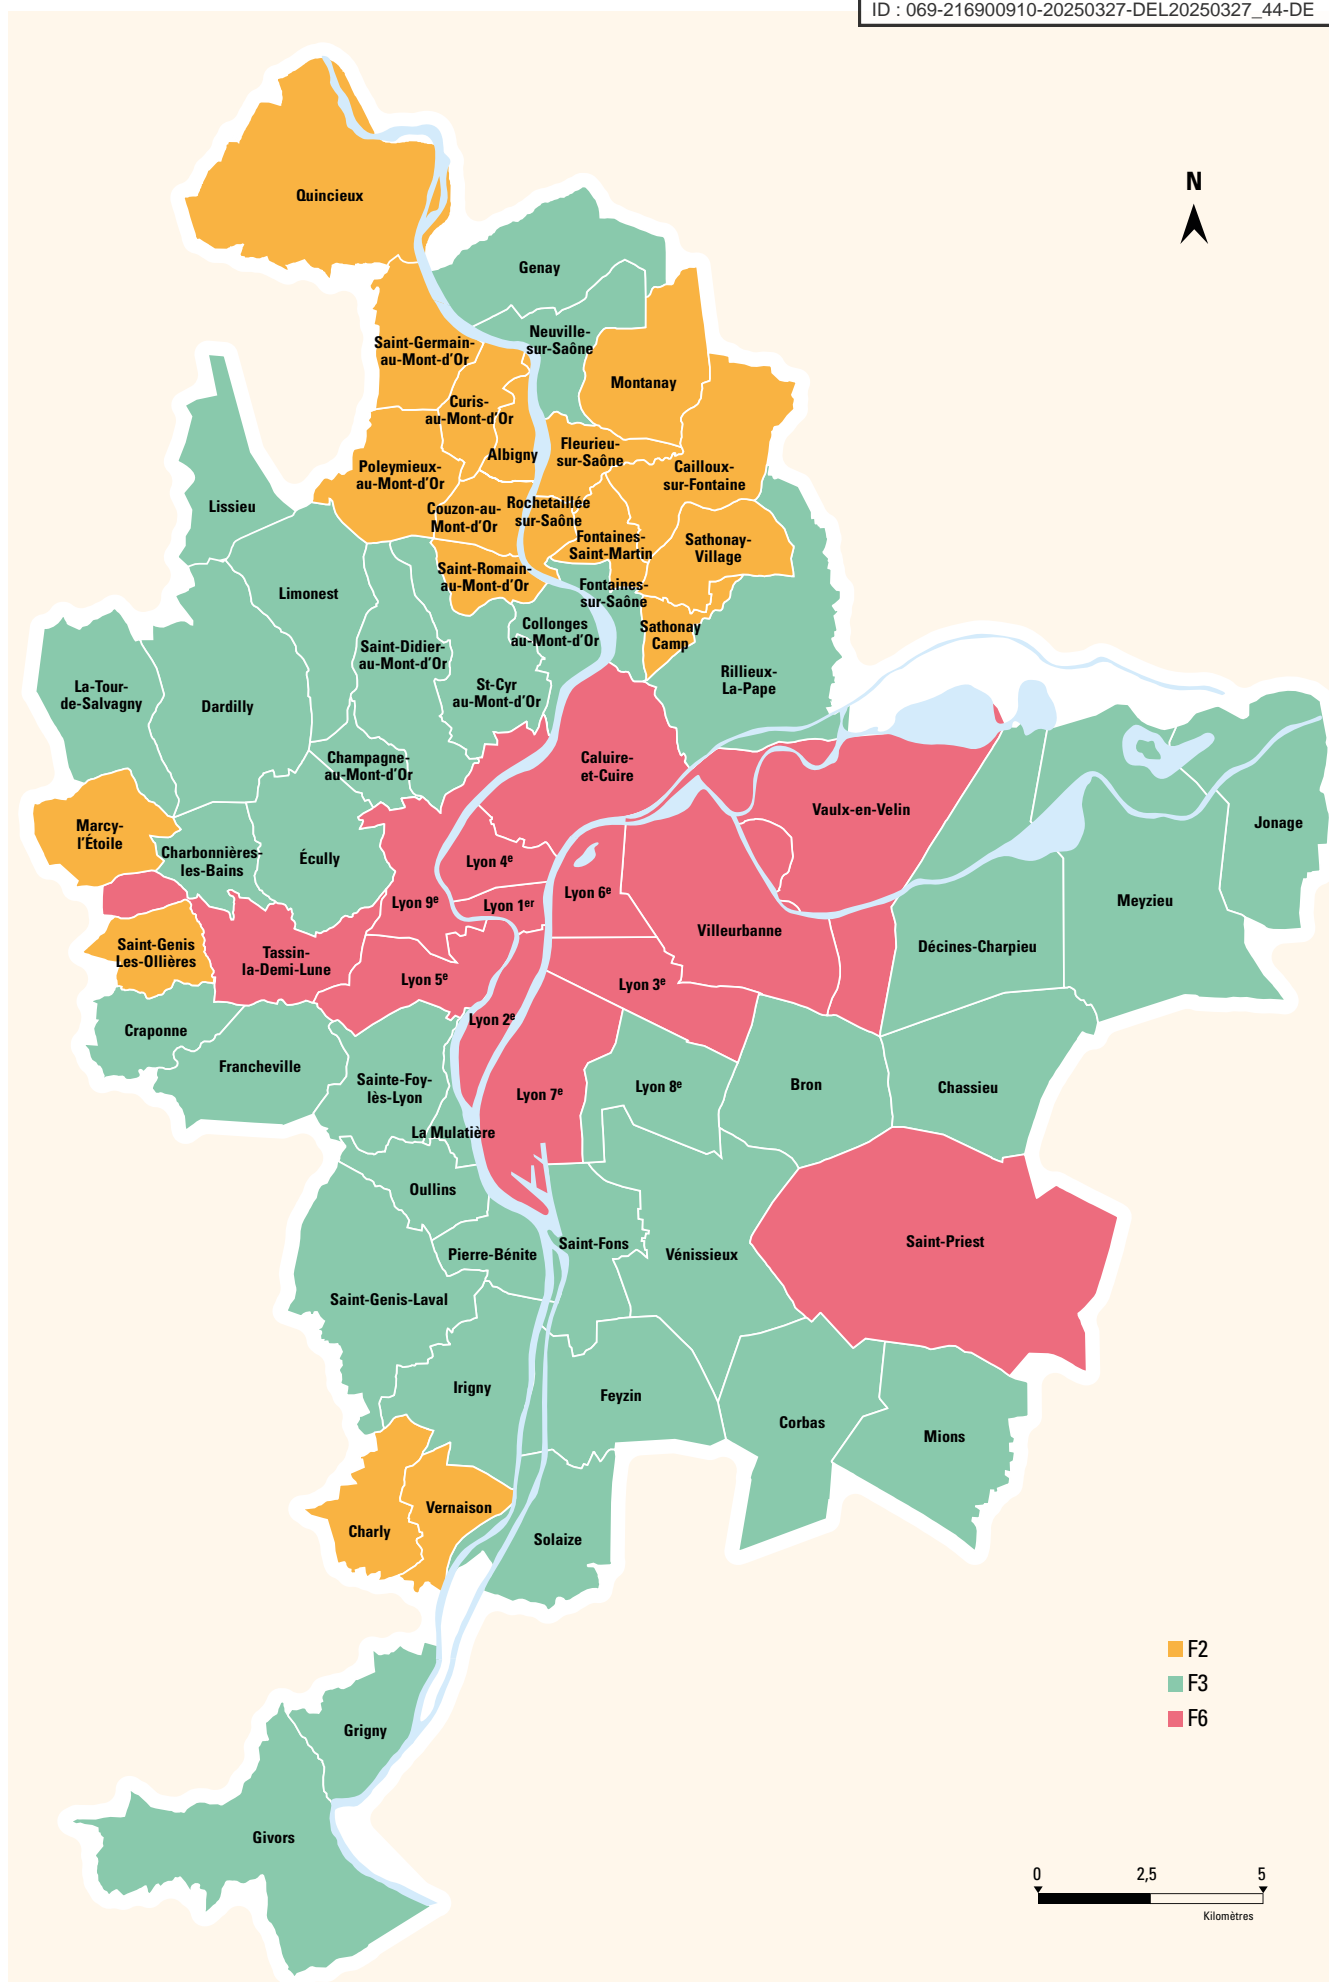 ID : 069-216900910-20250327-DEL20250327_44-DE
N
Quincieux
Genay
Neuville-
sur-Saône
Saint-Germain-
au-Mont-d'Or
Montanay
Curis-
au-Mont-d'Or
Albigny
Fleurieu-
sur-Saône
Cailloux-
sur-Fontaine
Poleymieux-
au-Mont-d'Or
Lissieu
Couzon-au-
Mont-d'Or
Rochetaillée
sur-Saône
Fontaines-
Saint-Martin
Sathonay-
Village
Limonest
Saint-Romain-
au-Mont-d'Or
Fontaines-
sur-Saône
Collonges
au-Mont-d'Or
Sathonay
Camp
Saint-Didier-
au-Mont-d'Or
Rillieux-
La-Pape
La-Tour-
de-Salvagny
Dardilly
St-Cyr
au-Mont-d'Or
Champagne-
au-Mont-d'Or
Caluire-
et-Cuire
Vaulx-en-Velin
Jonage
Marcy-
l'Étoile
Charbonnières-
les-Bains
Écully
Lyon 4e
Lyon 6e
Lyon 9e
Lyon 1er
Meyzieu
Villeurbanne
Décines-Charpieu
Saint-Genis
Les-Ollières
Tassin-
la-Demi-Lune
Lyon 5e
Lyon 3e
Lyon 2e
Craponne
Francheville
Sainte-Foy-
lès-Lyon
Lyon 7e
Lyon 8e
Bron
Chassieu
La Mulatière
Oullins
Pierre-Bénite
Saint-Fons
Vénissieux
Saint-Priest
Saint-Genis-Laval
Irigny
Feyzin
Corbas
Mions
Vernaison
Charly
Solaize
F2
F3
F6
Grigny
Givors
0 2,5 5
Kilomètres